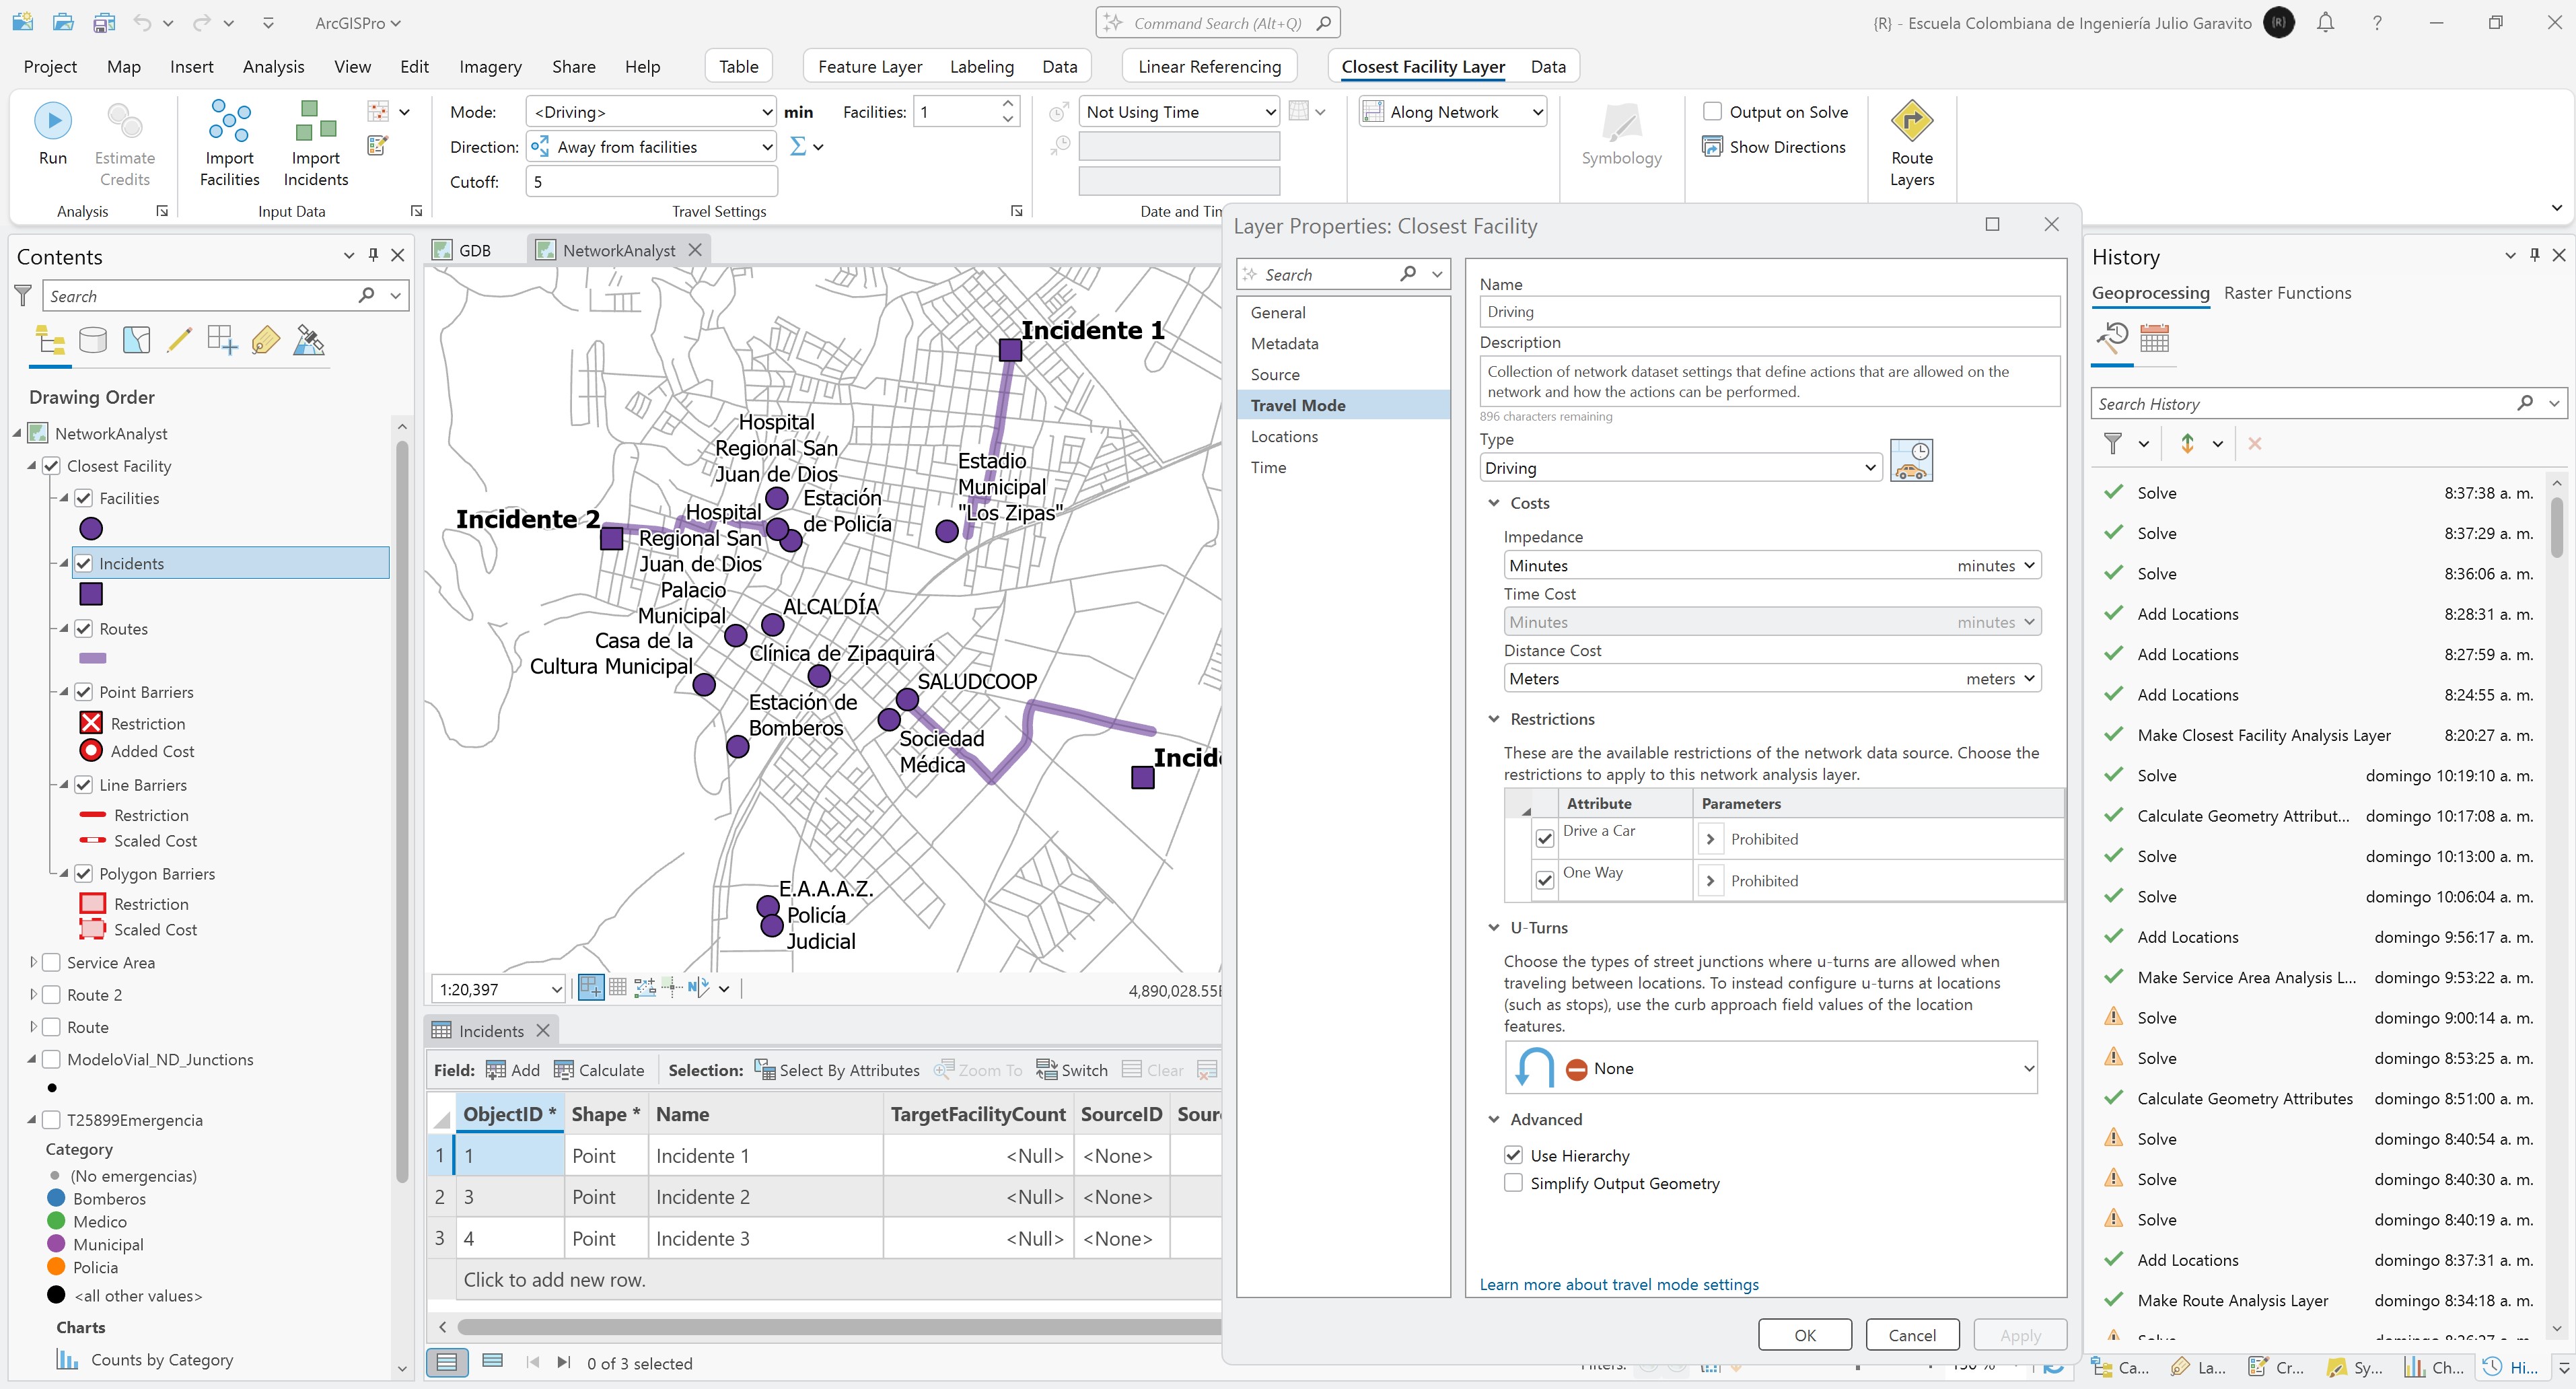 ArcGISPro
Command Search (Alt+Q)
{R} - Escuela Colombiana de Ingeniería Julio Garavito
{R}
Project Map Insert Analysis View Edit Imagery Share Help Table Feature Layer Labeling Data Linear Referencing Closest Facility Layer Data
Run
Estimate Credits
Analysis
Import Facilities
Import Incidents
Input Data
Mode: <Driving> min Facilities: 1
Direction: Away from facilities
Cutoff: 5
Travel Settings
Not Using Time
Along Network
Symbology
Output on Solve
Show Directions
Route Layers
Contents
Search
Drawing Order
NetworkAnalyst
Closest Facility
Facilities
Incidents
Routes
Point Barriers
Restriction
Added Cost
Line Barriers
Restriction
Scaled Cost
Polygon Barriers
Restriction
Scaled Cost
Service Area
Route 2
Route
ModeloVial_ND_Junctions
T25899Emergencia
Category
(No emergencias)
Bomberos
Medico
Municipal
Policia
<all other values>
Charts
Counts by Category
GDB
NetworkAnalyst
Incidente 1
Hospital
Regional San
Juan de Dios
Estadio
Municipal
"Los Zipas"
Estación
de Policía
Incidente 2
Hospital
Regional San
Juan de Dios
Palacio
Municipal
ALCALDÍA
Casa de la
Cultura Municipal
Clínica de Zipaquirá
SALUDCOOP
Estación de
Bomberos
Sociedad
Médica
E.A.A.A.Z.
Policía
Judicial
1:20,397
Incidents
Field: Add Calculate Selection: Select By Attributes Zoom To Switch Clear
ObjectID * Shape * Name TargetFacilityCount SourceID
1 1 Point Incidente 1 <Null> <None>
2 3 Point Incidente 2 <Null> <None>
3 4 Point Incidente 3 <Null> <None>
Click to add new row.
0 of 3 selected
Layer Properties: Closest Facility
Search
General
Metadata
Source
Travel Mode
Locations
Time
Name
Driving
Description
Collection of network dataset settings that define actions that are allowed on the
network and how the actions can be performed.
896 characters remaining
Type
Driving
Costs
Impedance
Minutes minutes
Time Cost
Minutes minutes
Distance Cost
Meters meters
Restrictions
These are the available restrictions of the network data source. Choose the
restrictions to apply to this network analysis layer.
Attribute Parameters
Drive a Car Prohibited
One Way Prohibited
U-Turns
Choose the types of street junctions where u-turns are allowed when
traveling between locations. To instead configure u-turns at locations
(such as stops), use the curb approach field values of the location
features.
None
Advanced
Use Hierarchy
Simplify Output Geometry
Learn more about travel mode settings
OK Cancel Apply
History
Geoprocessing Raster Functions
Search History
Solve 8:37:38 a. m.
Solve 8:37:29 a. m.
Solve 8:36:06 a. m.
Add Locations 8:28:31 a. m.
Add Locations 8:27:59 a. m.
Add Locations 8:24:55 a. m.
Make Closest Facility Analysis Layer 8:20:27 a. m.
Solve domingo 10:19:10 a. m.
Calculate Geometry Attribut... domingo 10:17:08 a. m.
Solve domingo 10:13:00 a. m.
Solve domingo 10:06:04 a. m.
Add Locations domingo 9:56:17 a. m.
Make Service Area Analysis L... domingo 9:53:22 a. m.
Solve domingo 9:00:14 a. m.
Solve domingo 8:53:25 a. m.
Calculate Geometry Attributes domingo 8:51:00 a. m.
Solve domingo 8:40:54 a. m.
Solve domingo 8:40:30 a. m.
Solve domingo 8:40:19 a. m.
Add Locations domingo 8:37:31 a. m.
Make Route Analysis Layer domingo 8:34:18 a. m.
Ca... La... Cr... Sy... Ch... Hi...